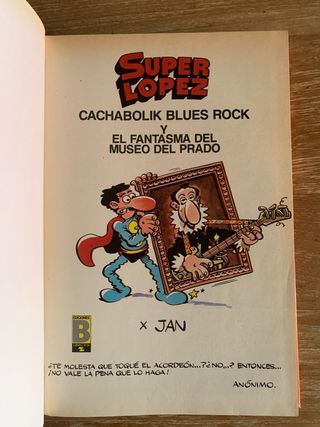 SUPER
LOPEZ
CACHABOLIK BLUES ROCK
Y
EL FANTASMA DEL
MUSEO DEL PRADO
x JAN
EDICIONES
B
¿TE MOLESTA QUE TOQUE EL ACORDEÓN...? ¿NO...? ENTONCES...
¡NO VALE LA PENA QUE LO HAGA!
ANÓNIMO.